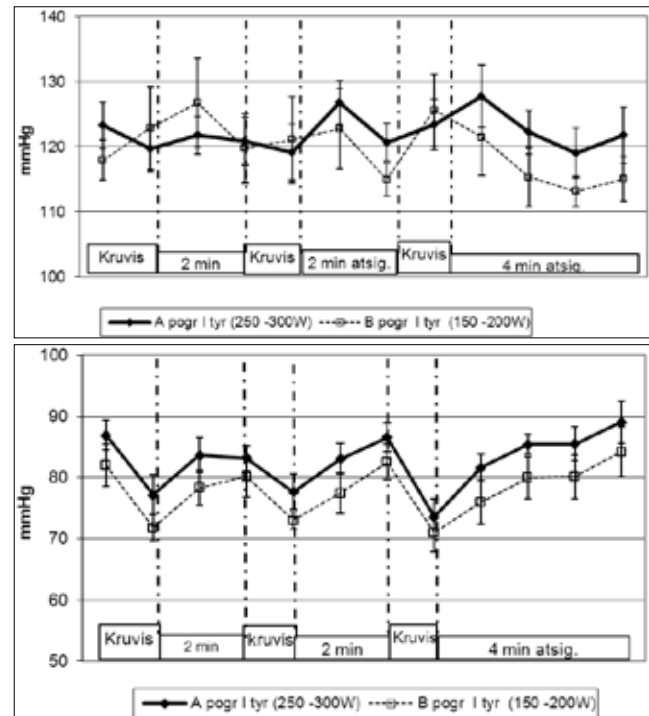 140
130
120
110
100
mmHg
Kruvis
2 min
Kruvis
2 min atsig.
Kruvis
4 min atsig.
A pogr I tyr (250 -300W) B pogr I tyr (150 -200W)
100
90
80
70
60
50
mmHg
Kruvis
2 min
kruvis
2 min
Kruvis
4 min atsig.
A pogr I tyr (250 -300W) B pogr I tyr (150 -200W)